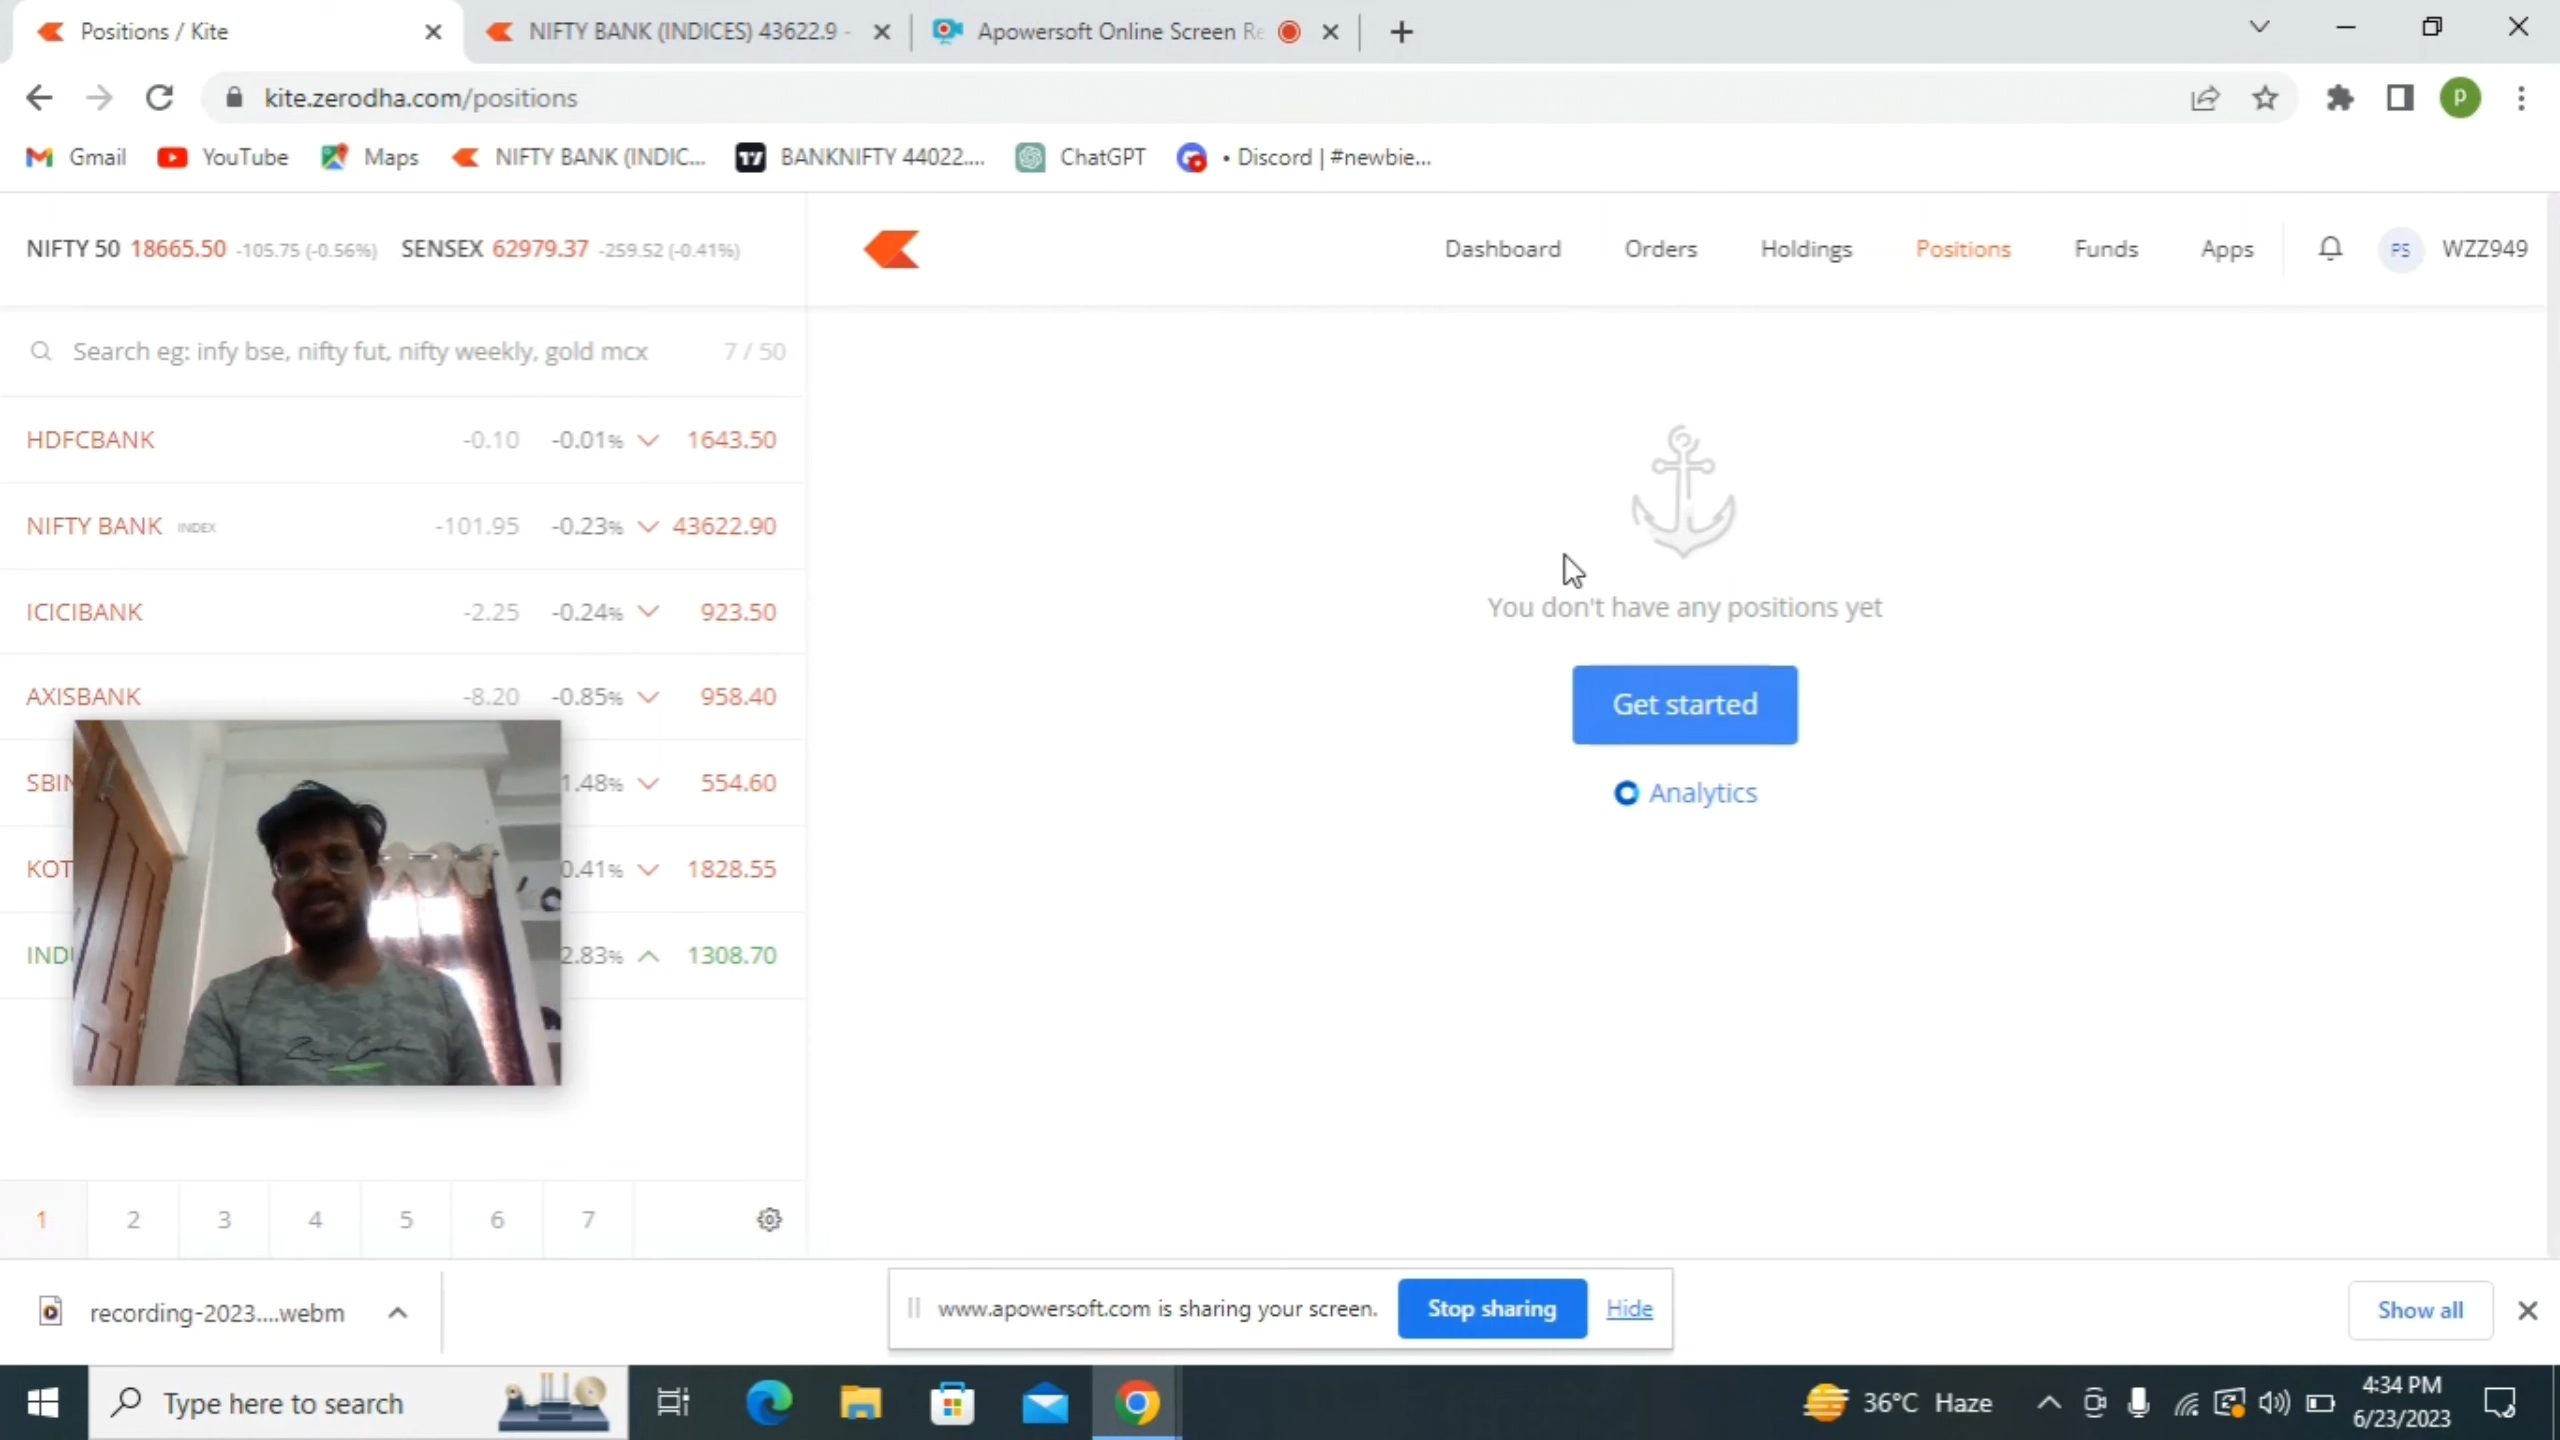 Positions / Kite
NIFTY BANK (INDICES) 43622.9 -
Apowersoft Online Screen Re
kite.zerodha.com/positions
P
Gmail
YouTube
Maps
NIFTY BANK (INDIC...
BANKNIFTY 44022....
ChatGPT
• Discord | #newbie...
NIFTY 50 18665.50 -105.75 (-0.56%) SENSEX 62979.37 -259.52 (-0.41%)
Dashboard
Orders
Holdings
Positions
Funds
Apps
PS
WZZ949
Search eg: infy bse, nifty fut, nifty weekly, gold mcx 7 / 50
HDFCBANK -0.10 -0.01% 1643.50
NIFTY BANK INDEX -101.95 -0.23% 43622.90
ICICIBANK -2.25 -0.24% 923.50
AXISBANK -8.20 -0.85% 958.40
SBIN 1.48% 554.60
KOT 0.41% 1828.55
INDU 2.83% 1308.70
You don't have any positions yet
Get started
Analytics
1 2 3 4 5 6 7
recording-2023....webm
www.apowersoft.com is sharing your screen.
Stop sharing
Hide
Show all
Type here to search
36°C Haze
4:34 PM
6/23/2023